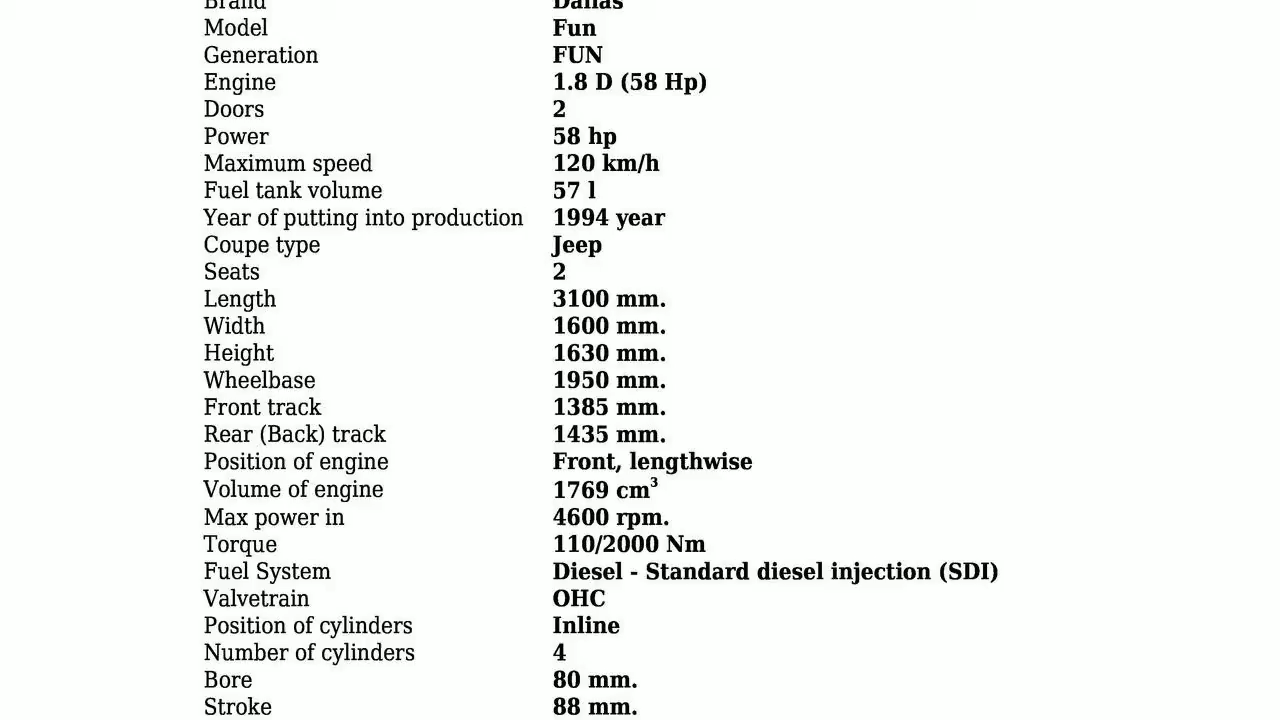 Brand Dallas
Model Fun
Generation FUN
Engine 1.8 D (58 Hp)
Doors 2
Power 58 hp
Maximum speed 120 km/h
Fuel tank volume 57 l
Year of putting into production 1994 year
Coupe type Jeep
Seats 2
Length 3100 mm.
Width 1600 mm.
Height 1630 mm.
Wheelbase 1950 mm.
Front track 1385 mm.
Rear (Back) track 1435 mm.
Position of engine Front, lengthwise
Volume of engine 1769 cm³
Max power in 4600 rpm.
Torque 110/2000 Nm
Fuel System Diesel - Standard diesel injection (SDI)
Valvetrain OHC
Position of cylinders Inline
Number of cylinders 4
Bore 80 mm.
Stroke 88 mm.